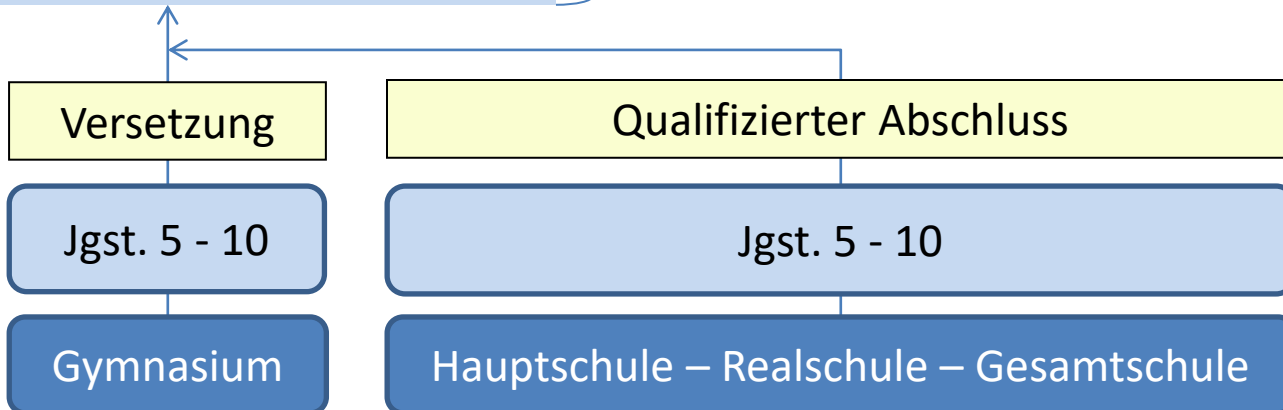 Versetzung
Qualifizierter Abschluss
Jgst. 5 - 10
Jgst. 5 - 10
Gymnasium
Hauptschule – Realschule – Gesamtschule